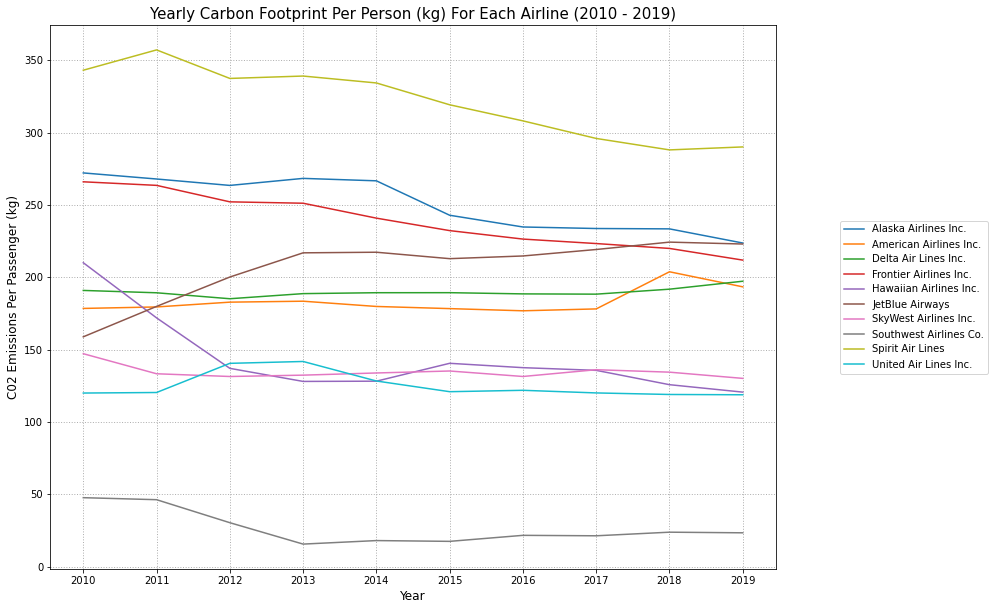 Yearly Carbon Footprint Per Person (kg) For Each Airline (2010 - 2019)
C02 Emissions Per Passenger (kg)
350
300
250
200
150
100
50
0
2010 2011 2012 2013 2014 2015 2016 2017 2018 2019
Year
Alaska Airlines Inc.
American Airlines Inc.
Delta Air Lines Inc.
Frontier Airlines Inc.
Hawaiian Airlines Inc.
JetBlue Airways
SkyWest Airlines Inc.
Southwest Airlines Co.
Spirit Air Lines
United Air Lines Inc.